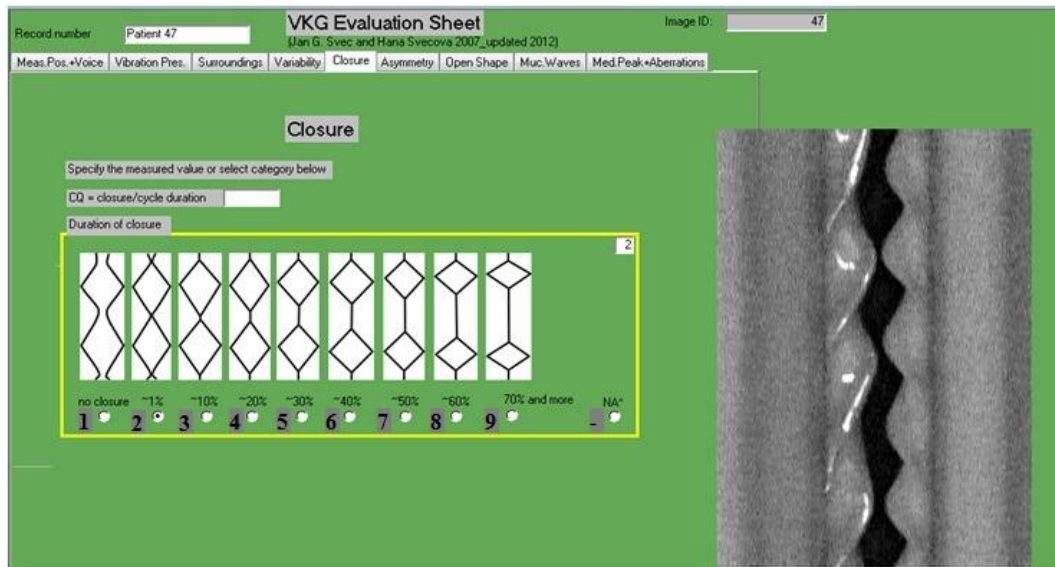 VKG Evaluation Sheet
Image ID: 47
Record number Patient 47
(Jan G. Svec and Hana Svecova 2007_updated 2012)
Meas.Pos.+Voice Vibration Pres. Surroundings Variability Closure Asymmetry Open Shape Muc.Waves Med.Peak+Aberrations
Closure
Specify the measured value or select category below
CQ = closure/cycle duration
Duration of closure
2
no closure ~1% ~10% ~20% ~30% ~40% ~50% ~60% 70% and more NA*
1 2 3 4 5 6 7 8 9 -